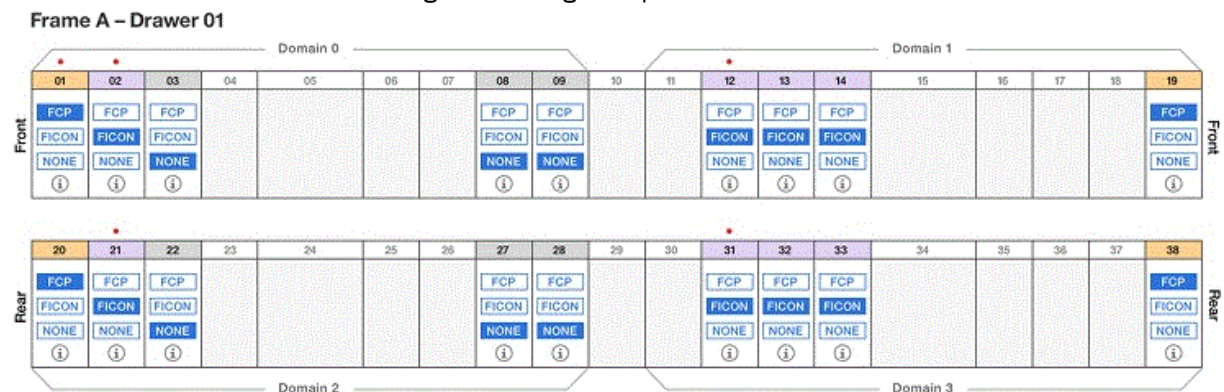 Frame A – Drawer 01
Domain 0 Domain 1
01 02 03 04 05 06 07 08 09 10 11 12 13 14 15 16 17 18 19
Front FCP FCP FCP FCP FCP FCP FCP FCP FCP Front
FICON FICON FICON FICON FICON FICON FICON FICON FICON
NONE NONE NONE NONE NONE NONE NONE NONE NONE
i i i i i i i i i
20 21 22 23 24 25 26 27 28 29 30 31 32 33 34 35 36 37 38
Rear FCP FCP FCP FCP FCP FCP FCP FCP FCP Rear
FICON FICON FICON FICON FICON FICON FICON FICON FICON
NONE NONE NONE NONE NONE NONE NONE NONE NONE
i i i i i i i i i
Domain 2 Domain 3